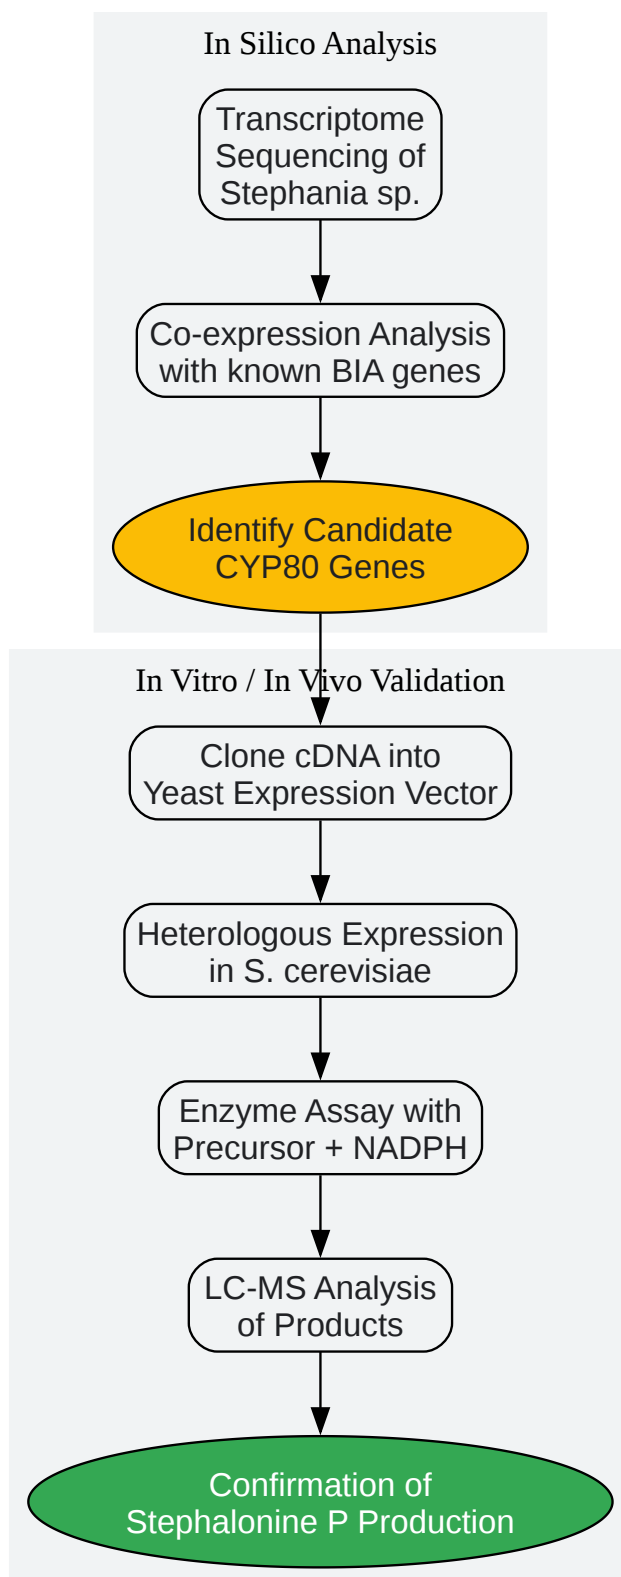 In Silico Analysis
Transcriptome
Sequencing of
Stephania sp.
Co-expression Analysis
with known BIA genes
Identify Candidate
CYP80 Genes
In Vitro / In Vivo Validation
Clone cDNA into
Yeast Expression Vector
Heterologous Expression
in S. cerevisiae
Enzyme Assay with
Precursor + NADPH
LC-MS Analysis
of Products
Confirmation of
Stephalonine P Production